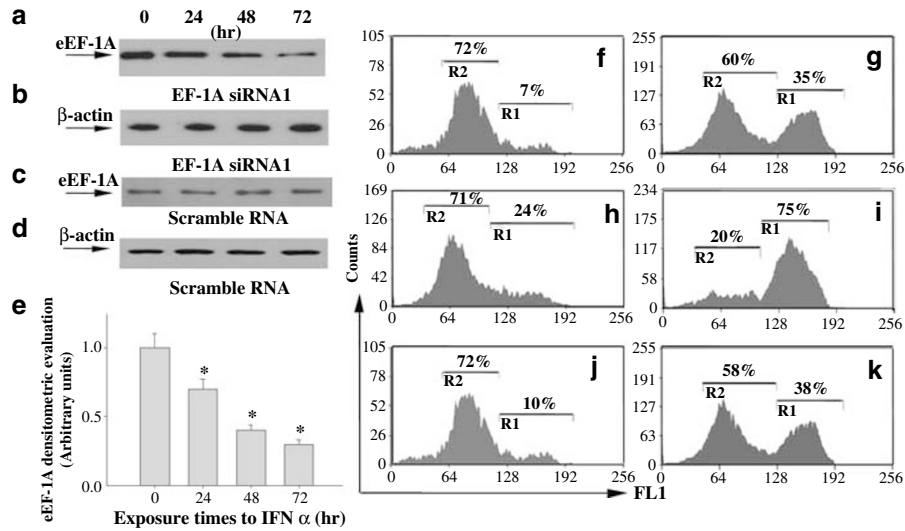 a
0 24 48 72
(hr)
eEF-1A
EF-1A siRNA1
b
β-actin
EF-1A siRNA1
c
eEF-1A
Scramble RNA
d
β-actin
Scramble RNA
e
eEF-1A densitometric evaluation
(Arbitrary units)
1.0
0.5
0.0
* * *
0 24 48 72
Exposure times to IFN α (hr)
f
105
78
52
26
0
72%
R2
7%
R1
0 64 128 192 256
g
255
191
127
63
0
60%
R2
35%
R1
0 64 128 192 256
h
169
126
84
42
0
71%
R2
24%
R1
0 64 128 192 256
i
234
175
117
58
0
20%
R2
75%
R1
0 64 128 192 256
j
105
78
52
26
0
72%
R2
10%
R1
0 64 128 192 256
k
255
191
127
63
0
58%
R2
38%
R1
0 64 128 192 256
Counts
FL1